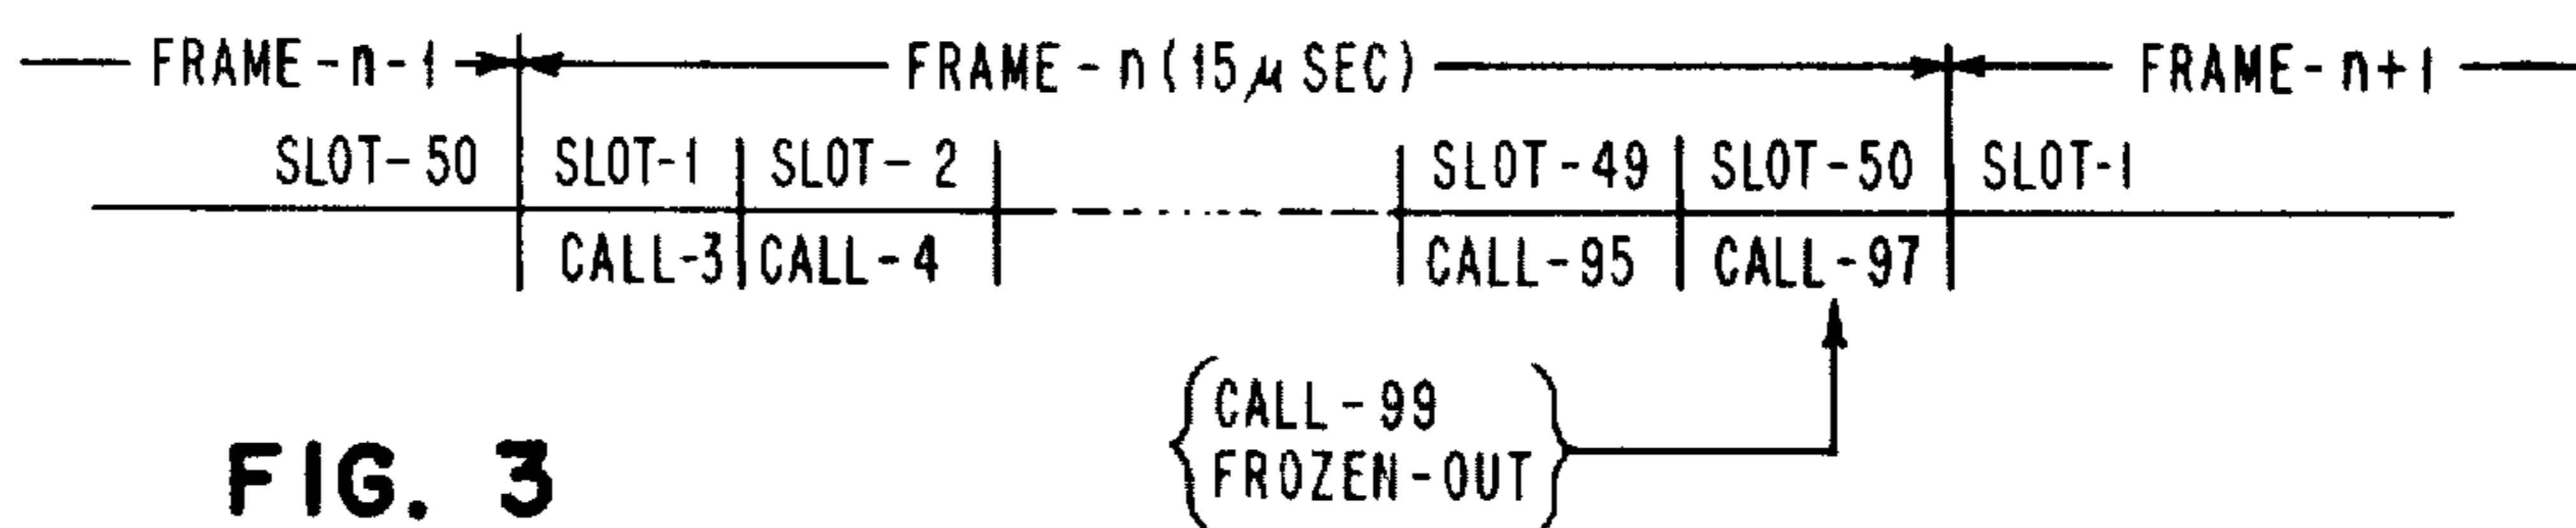 FRAME-n-1 FRAME-n(15μ SEC) FRAME-n+1
SLOT-50 SLOT-1 SLOT-2 SLOT-49 SLOT-50 SLOT-1
CALL-3 CALL-4 CALL-95 CALL-97
CALL-99
FROZEN-OUT
FIG. 3